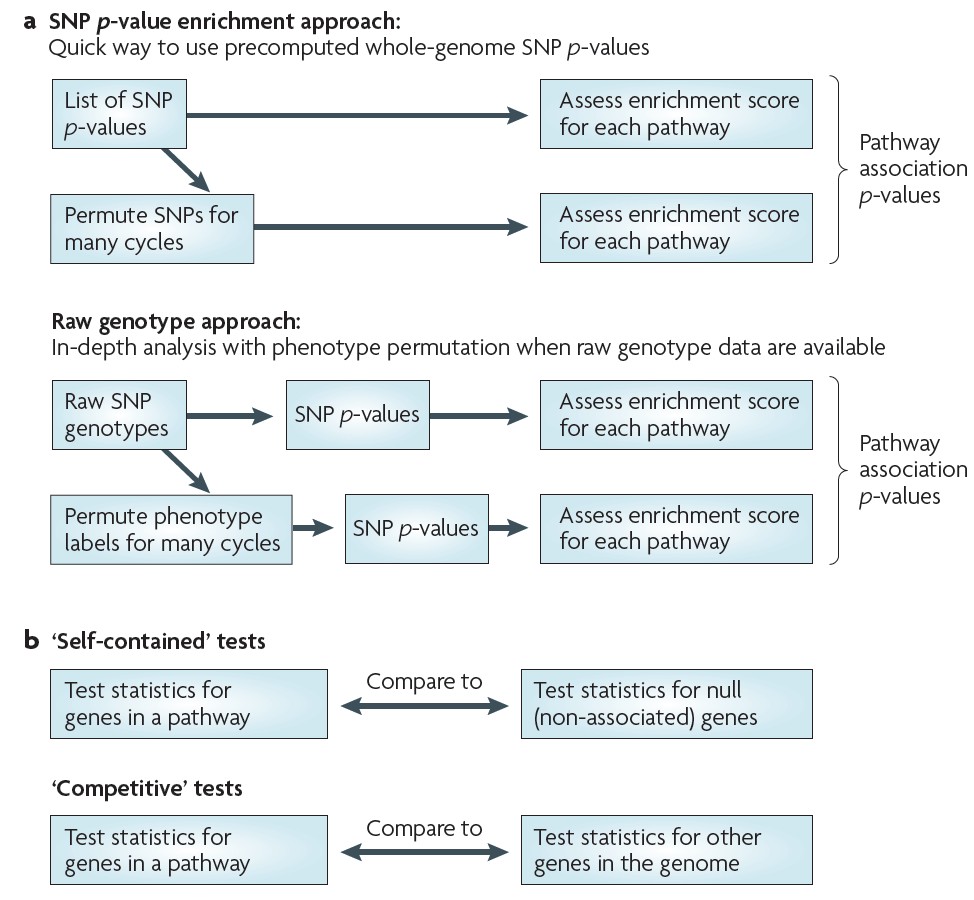 a SNP p-value enrichment approach:
Quick way to use precomputed whole-genome SNP p-values
List of SNP
p-values
Assess enrichment score
for each pathway
Permute SNPs for
many cycles
Assess enrichment score
for each pathway
Pathway
association
p-values
Raw genotype approach:
In-depth analysis with phenotype permutation when raw genotype data are available
Raw SNP
genotypes
SNP p-values
Assess enrichment score
for each pathway
Permute phenotype
labels for many cycles
SNP p-values
Assess enrichment score
for each pathway
Pathway
association
p-values
b ‘Self-contained’ tests
Test statistics for
genes in a pathway
Compare to
Test statistics for null
(non-associated) genes
‘Competitive’ tests
Test statistics for
genes in a pathway
Compare to
Test statistics for other
genes in the genome